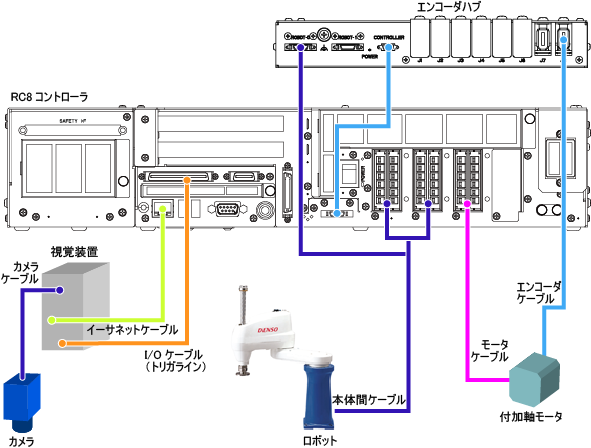 エンコーダハブ
ROBOT-2
ROBOT-1
CONTROLLER
POWER
J1
J2
J3
J4
J5
J6
J7
RC8 コントローラ
SAFETY I/F
視覚装置
カメラ
ケーブル
イーサネットケーブル
I/O ケーブル
（トリガライン）
DENSO
エンコーダ
ケーブル
モータ
ケーブル
本体間ケーブル
付加軸モータ
カメラ
ロボット